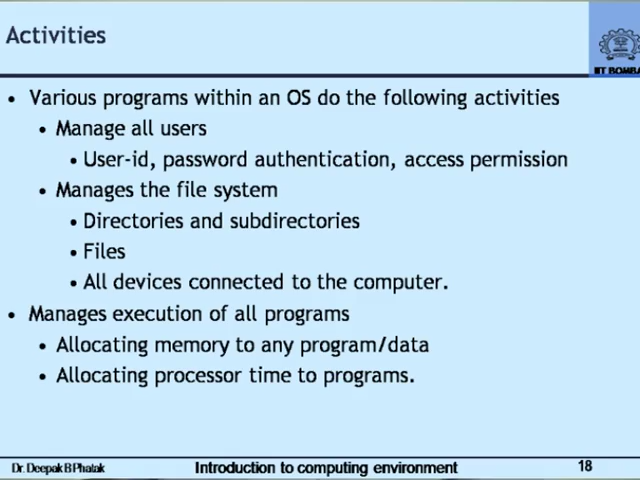 Activities
IIT BOMBA
• Various programs within an OS do the following activities
• Manage all users
• User-id, password authentication, access permission
• Manages the file system
• Directories and subdirectories
• Files
• All devices connected to the computer.
• Manages execution of all programs
• Allocating memory to any program/data
• Allocating processor time to programs.
Dr. Deepak B Phatak Introduction to computing environment 18